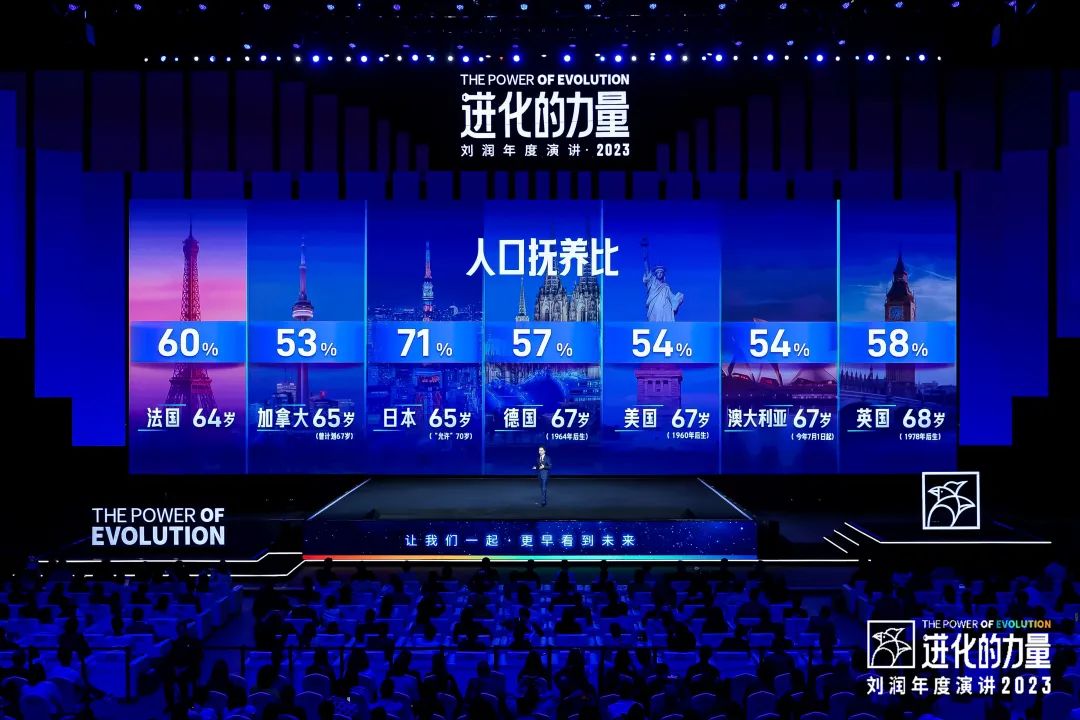 THE POWER OF EVOLUTION
进化的力量
刘润年度演讲·2023
人口抚养比
60% 53% 71% 57% 54% 54% 58%
法国 64岁 加拿大 65岁 日本 65岁 德国 67岁 美国 67岁 澳大利亚 67岁 英国 68岁
(曾计划67岁) ("允许"70岁) (1964年后生) (1960年后生) (今年7月1日起) (1978年后生)
THE POWER OF
EVOLUTION
让我们一起·更早看到未来
THE POWER OF EVOLUTION
进化的力量
刘润年度演讲2023